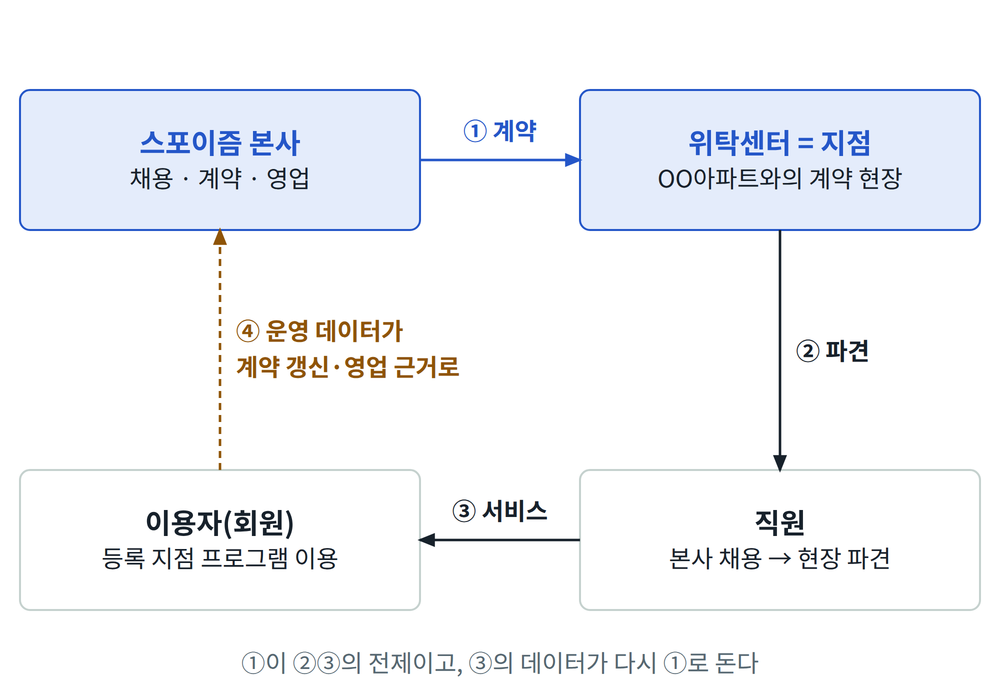 스포이즘 본사
채용 · 계약 · 영업
① 계약
위탁센터 = 지점
OO아파트와의 계약 현장
④ 운영 데이터가
계약 갱신·영업 근거로
② 파견
이용자(회원)
등록 지점 프로그램 이용
③ 서비스
직원
본사 채용 → 현장 파견
①이 ②③의 전제이고, ③의 데이터가 다시 ①로 돈다